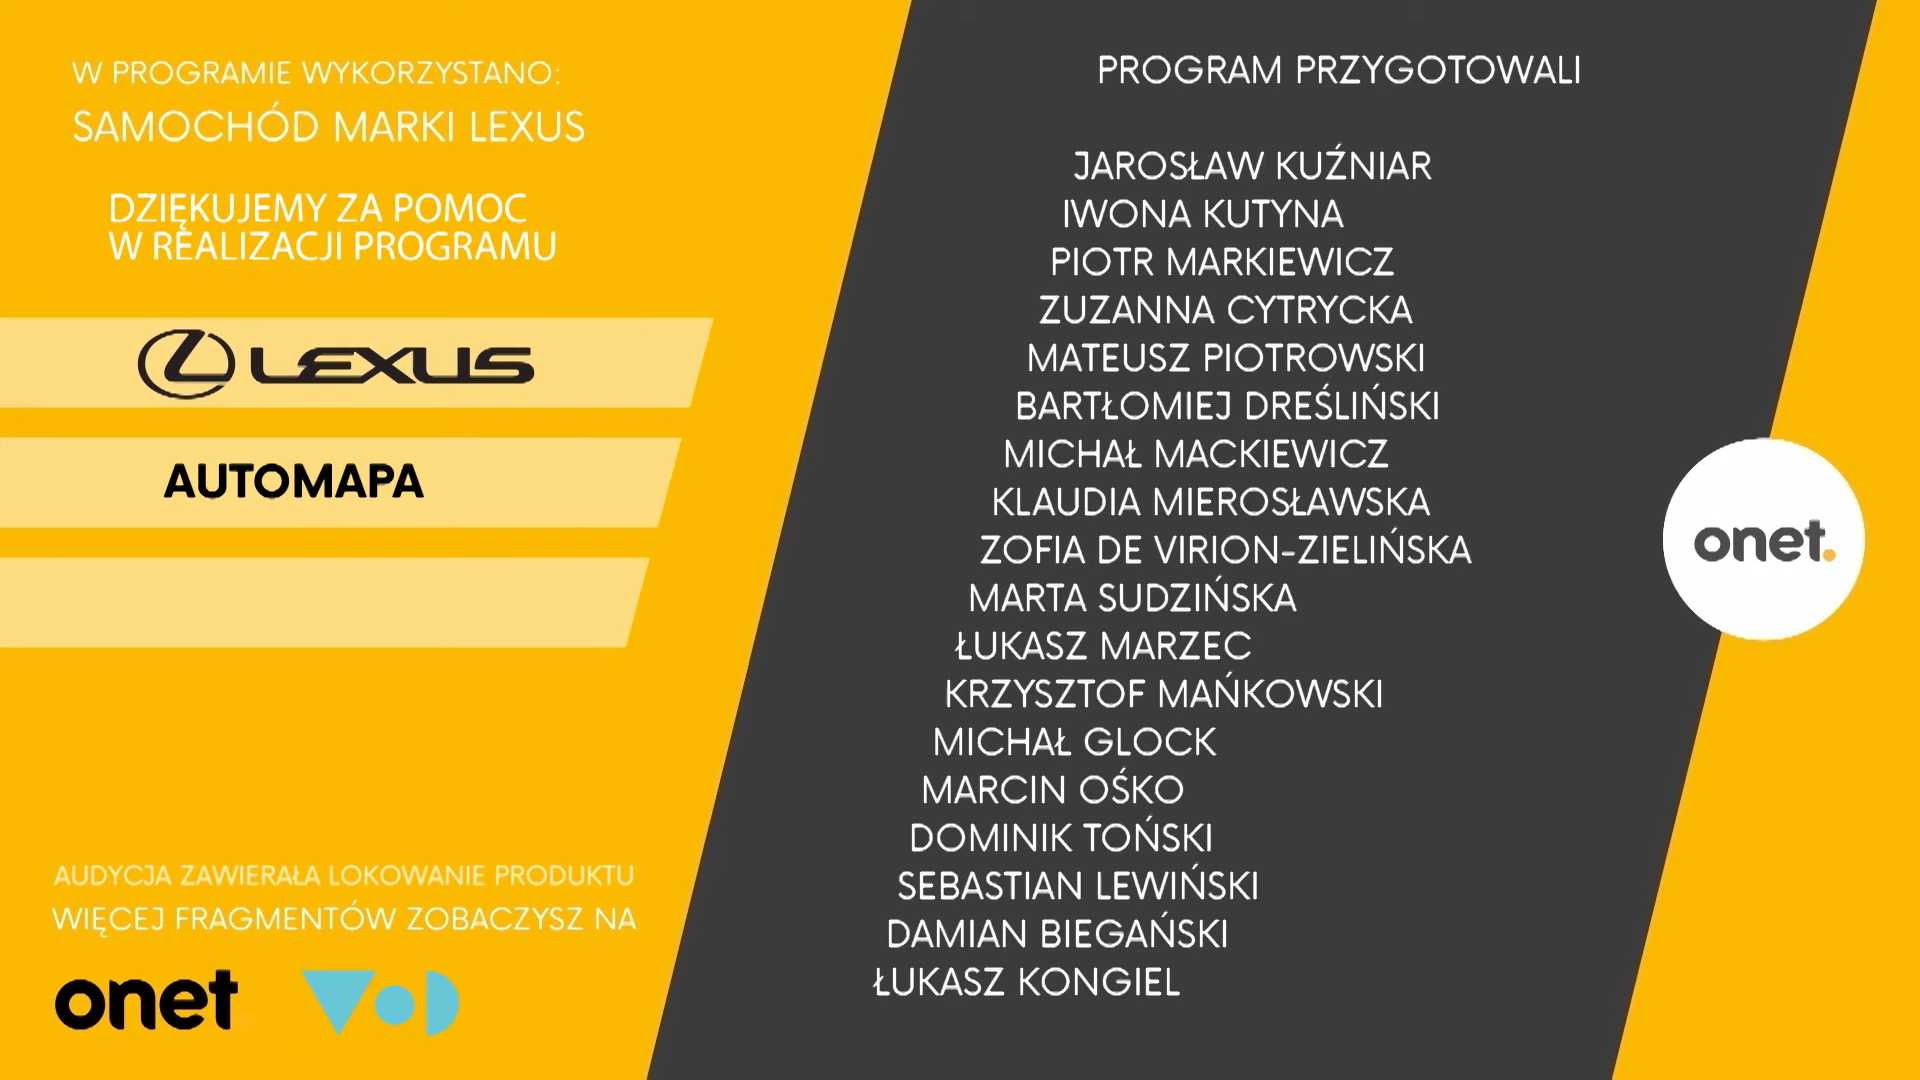 W PROGRAMIE WYKORZYSTANO:
SAMOCHÓD MARKI LEXUS
DZIĘKUJEMY ZA POMOC
W REALIZACJI PROGRAMU
LEXUS
AUTOMAPA
AUDYCJA ZAWIERAŁA LOKOWANIE PRODUKTU
WIĘCEJ FRAGMENTÓW ZOBACZYSZ NA
onet VOD
PROGRAM PRZYGOTOWALI
JAROSŁAW KUŹNIAR
IWONA KUTYNA
PIOTR MARKIEWICZ
ZUZANNA CYTRYCKA
MATEUSZ PIOTROWSKI
BARTŁOMIEJ DREŚLIŃSKI
MICHAŁ MACKIEWICZ
KLAUDIA MIEROSŁAWSKA
ZOFIA DE VIRION-ZIELIŃSKA
MARTA SUDZIŃSKA
ŁUKASZ MARZEC
KRZYSZTOF MAŃKOWSKI
MICHAŁ GLOCK
MARCIN OŚKO
DOMINIK TOŃSKI
SEBASTIAN LEWIŃSKI
DAMIAN BIEGAŃSKI
ŁUKASZ KONGIEL
onet.